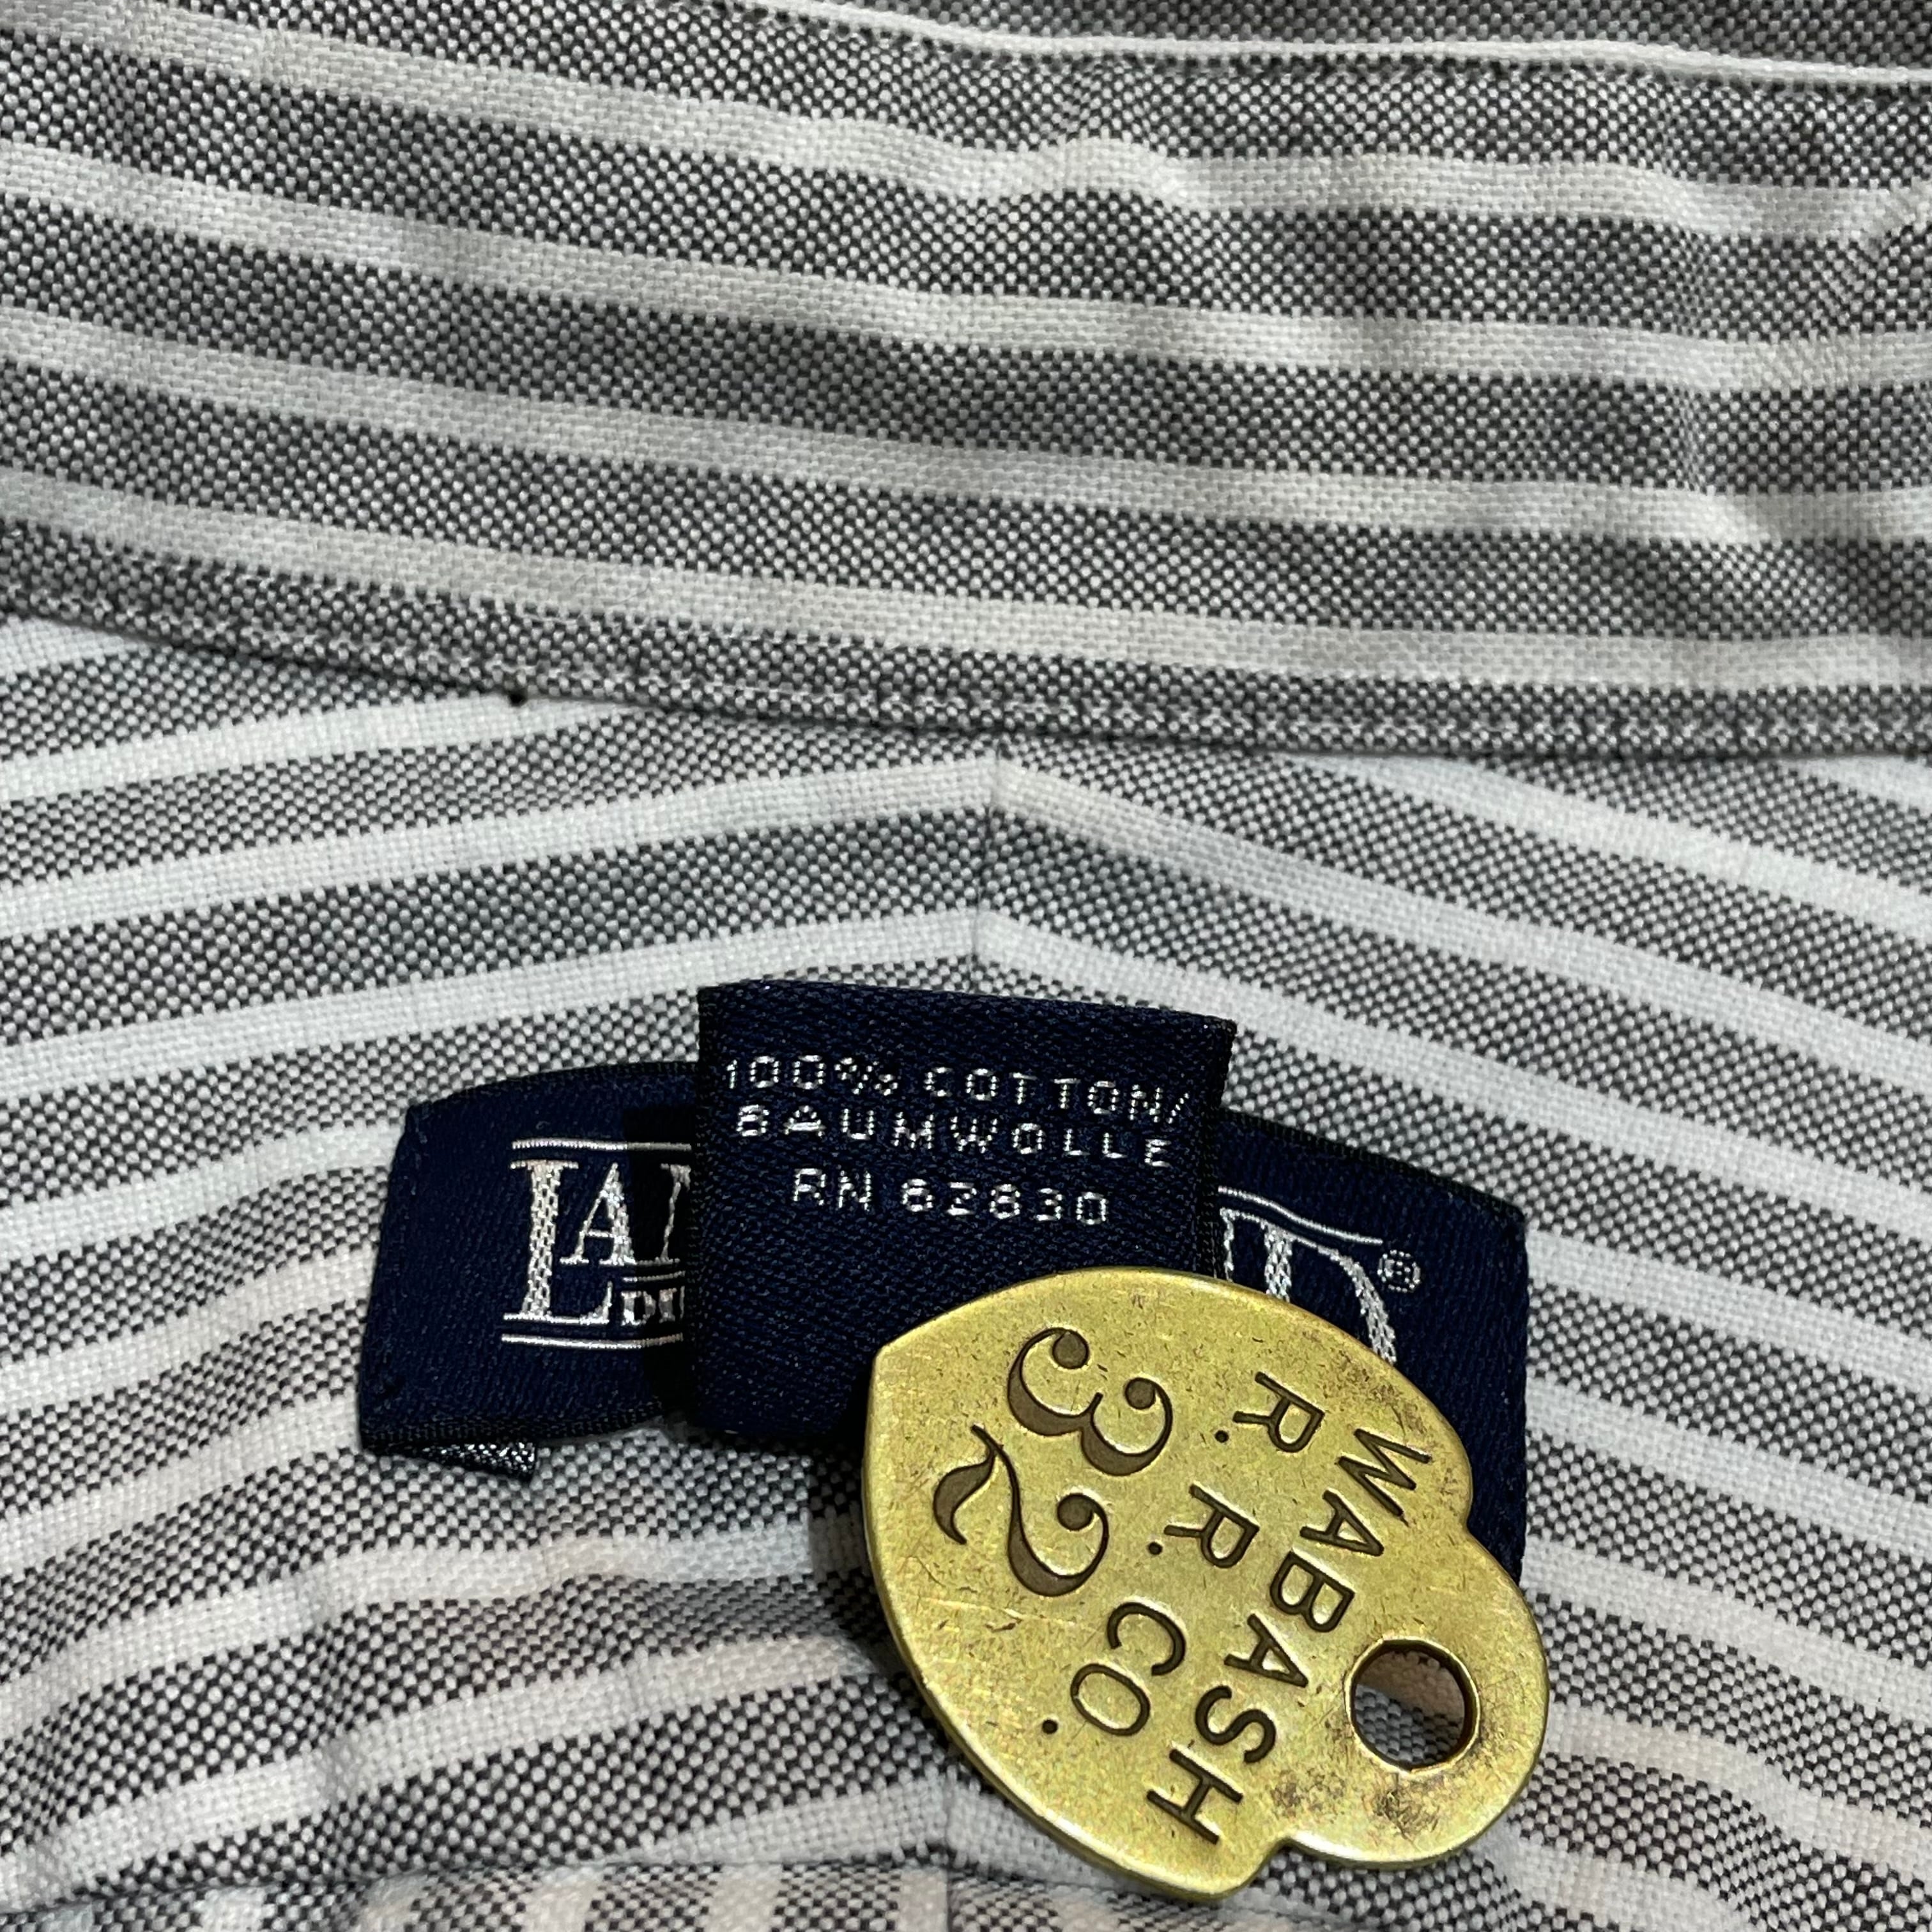 100% COTTON/
BAUMWOLLE
RN 62830
WABASH
R. R. CO.
32